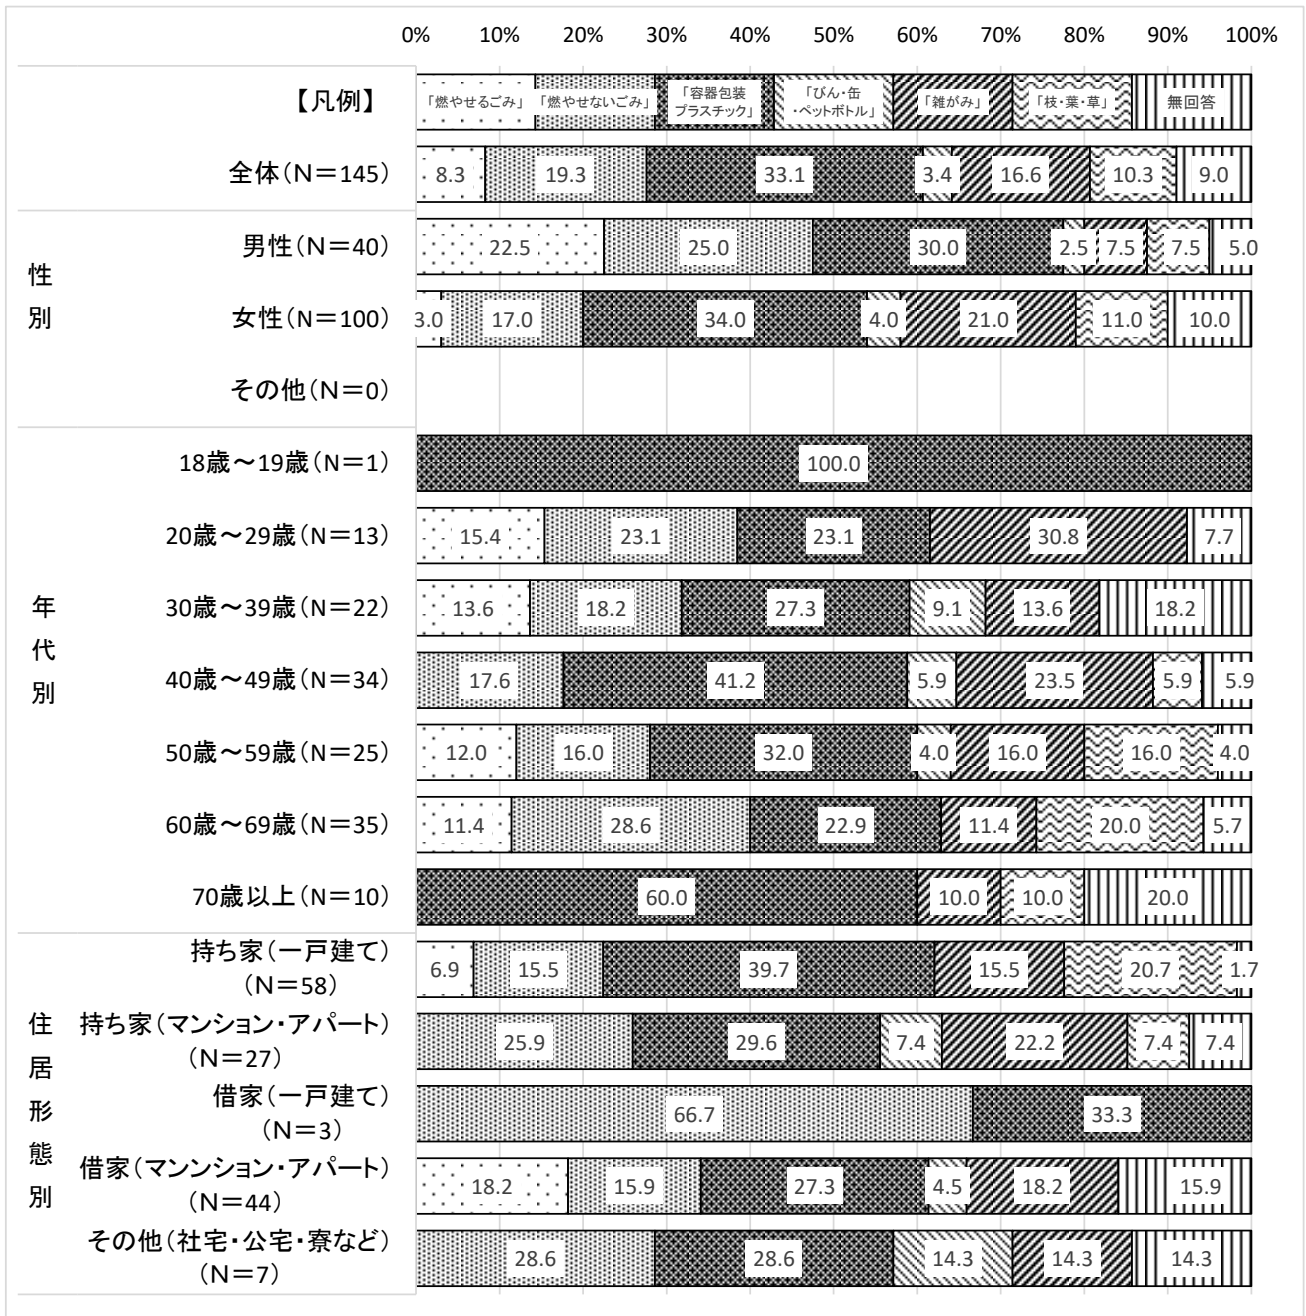 0% 10% 20% 30% 40% 50% 60% 70% 80% 90% 100%
【凡例】
「燃やせるごみ」 「燃やせないごみ」 「容器包装 プラスチック」 「びん・缶 ・ペットボトル」 「雑がみ」 「枝・葉・草」 無回答
全体(N=145) 8.3 19.3 33.1 3.4 16.6 10.3 9.0
性別
男性(N=40) 22.5 25.0 30.0 2.5 7.5 7.5 5.0
女性(N=100) 3.0 17.0 34.0 4.0 21.0 11.0 10.0
その他(N=0)
年代別
18歳～19歳(N=1) 100.0
20歳～29歳(N=13) 15.4 23.1 23.1 30.8 7.7
30歳～39歳(N=22) 13.6 18.2 27.3 9.1 13.6 18.2
40歳～49歳(N=34) 17.6 41.2 5.9 23.5 5.9 5.9
50歳～59歳(N=25) 12.0 16.0 32.0 4.0 16.0 16.0 4.0
60歳～69歳(N=35) 11.4 28.6 22.9 11.4 20.0 5.7
70歳以上(N=10) 60.0 10.0 10.0 20.0
住居形態別
持ち家(一戸建て)
(N=58) 6.9 15.5 39.7 15.5 20.7 1.7
持ち家(マンション・アパート)
(N=27) 25.9 29.6 7.4 22.2 7.4 7.4
借家(一戸建て)
(N=3) 66.7 33.3
借家(マンンション・アパート)
(N=44) 18.2 15.9 27.3 4.5 18.2 15.9
その他(社宅・公宅・寮など)
(N=7) 28.6 28.6 14.3 14.3 14.3